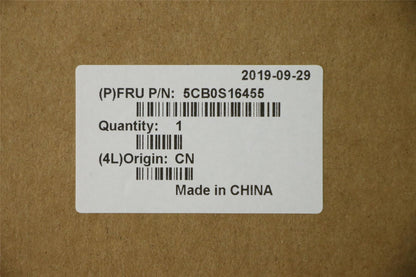 2019-09-29
(P)FRU P/N: 5CB0S16455
Quantity: 1
(4L)Origin: CN
Made in CHINA